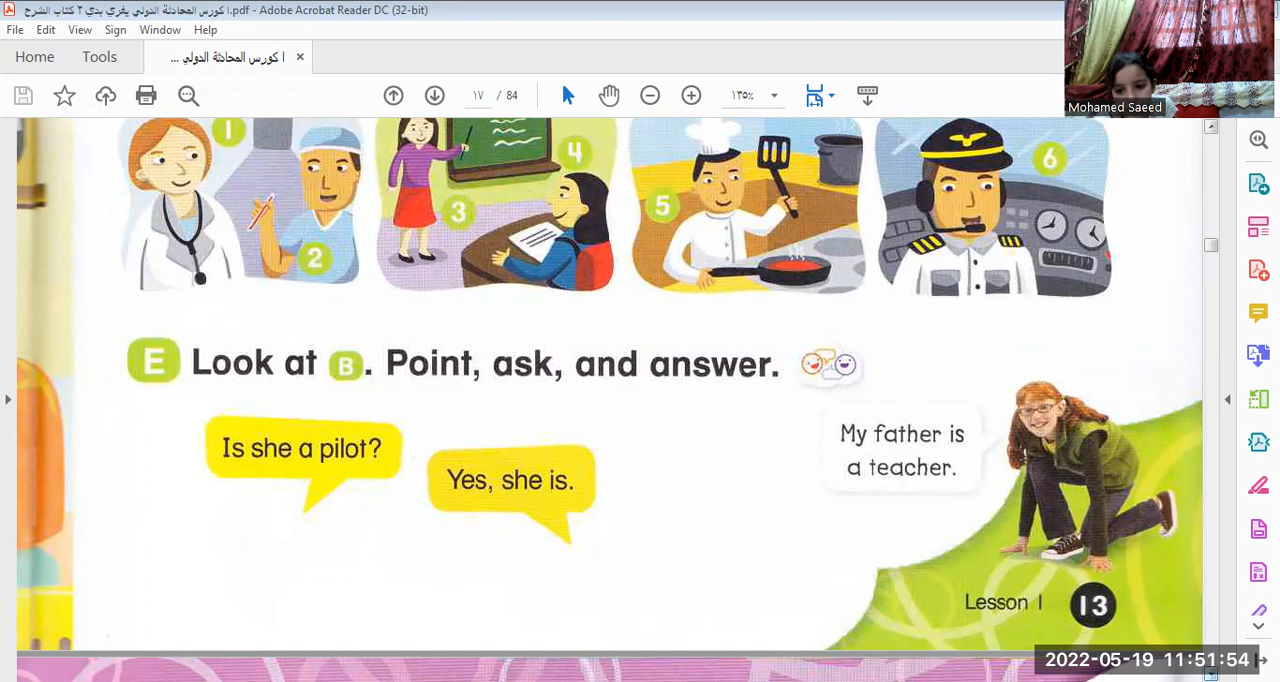 ا كورس المحادثة الدولي يفري بدي ٢ كتاب الشرح.pdf - Adobe Acrobat Reader DC (32-bit)
File Edit View Sign Window Help
Home Tools ا كورس المحادثة الدولي ... ×
١٧ / 84 ١٣٥٪
Mohamed Saeed
1 2 3 4 5 6
E Look at B. Point, ask, and answer.
Is she a pilot?
Yes, she is.
My father is
a teacher.
Lesson 1 13
2022-05-19 11:51:54